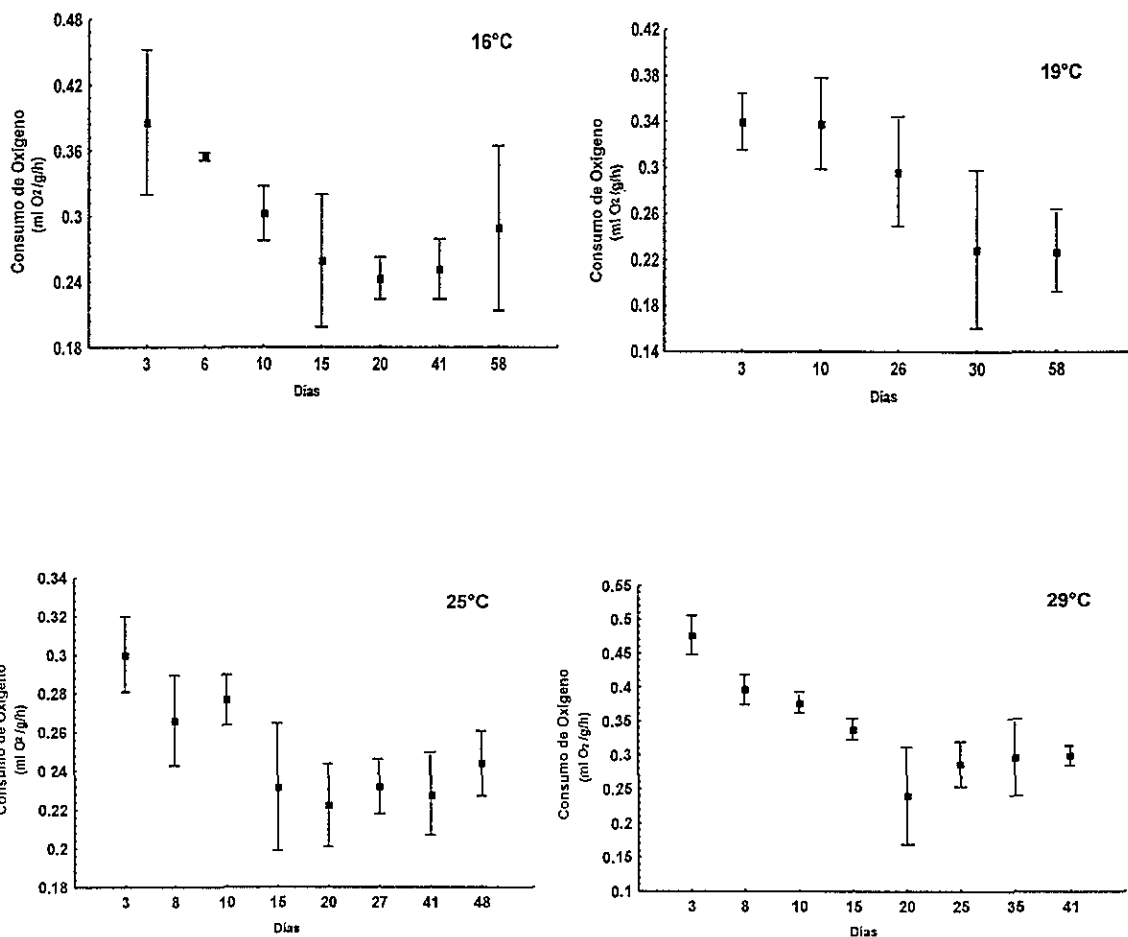 16°C
Consumo de Oxígeno
(ml O²/g/h)
0.48
0.42
0.36
0.3
0.24
0.18
3 6 10 15 20 41 58
Días
19°C
Consumo de Oxígeno
(ml O₂/g/h)
0.42
0.38
0.34
0.3
0.26
0.22
0.18
0.14
3 10 26 30 58
Días
25°C
Consumo de Oxígeno
(ml O²/g/h)
0.34
0.32
0.3
0.28
0.26
0.24
0.22
0.2
0.18
3 8 10 15 20 27 41 48
Días
29°C
Consumo de Oxígeno
(ml O₂/g/h)
0.55
0.5
0.45
0.4
0.35
0.3
0.25
0.2
0.15
0.1
3 8 10 15 20 25 35 41
Días